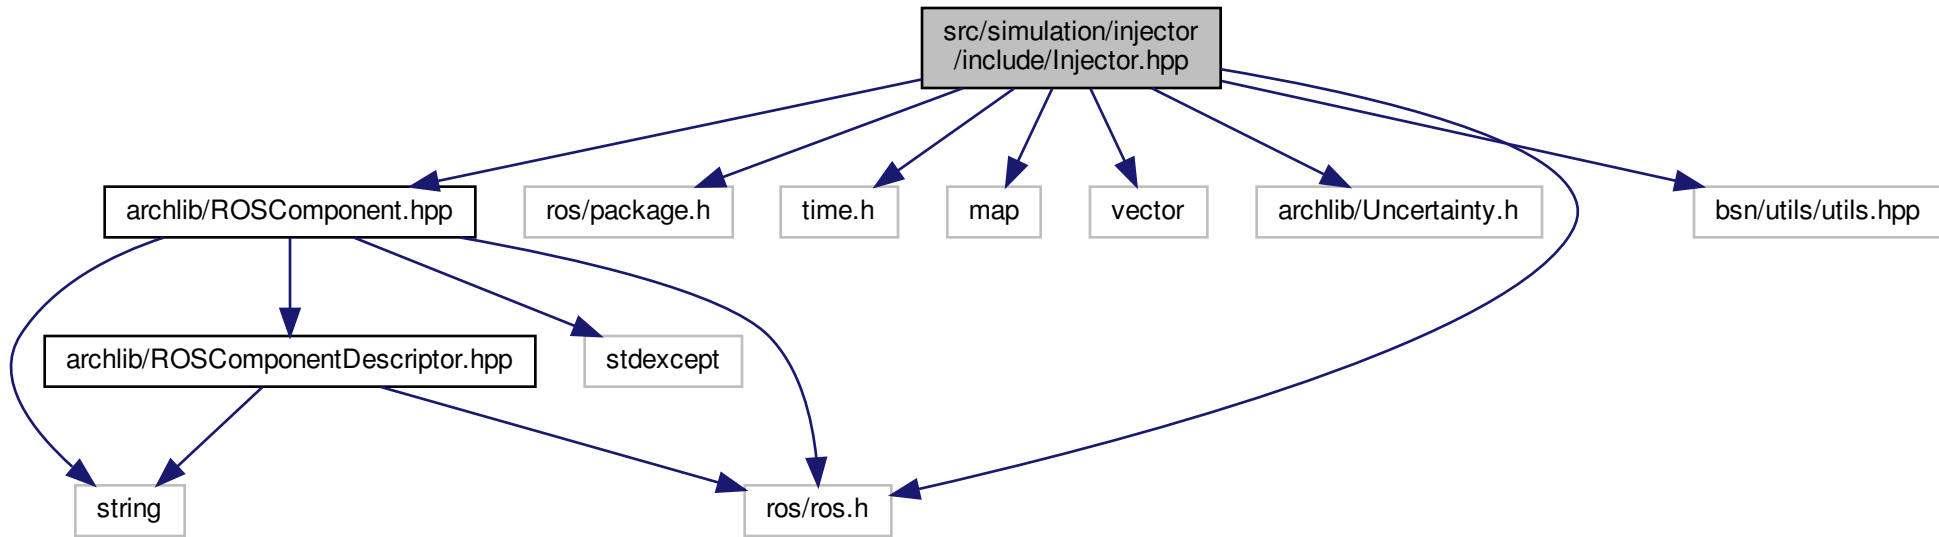 src/simulation/injector
/include/Injector.hpp
archlib/ROSComponent.hpp
ros/package.h
time.h
map
vector
archlib/Uncertainty.h
bsn/utils/utils.hpp
archlib/ROSComponentDescriptor.hpp
stdexcept
string
ros/ros.h